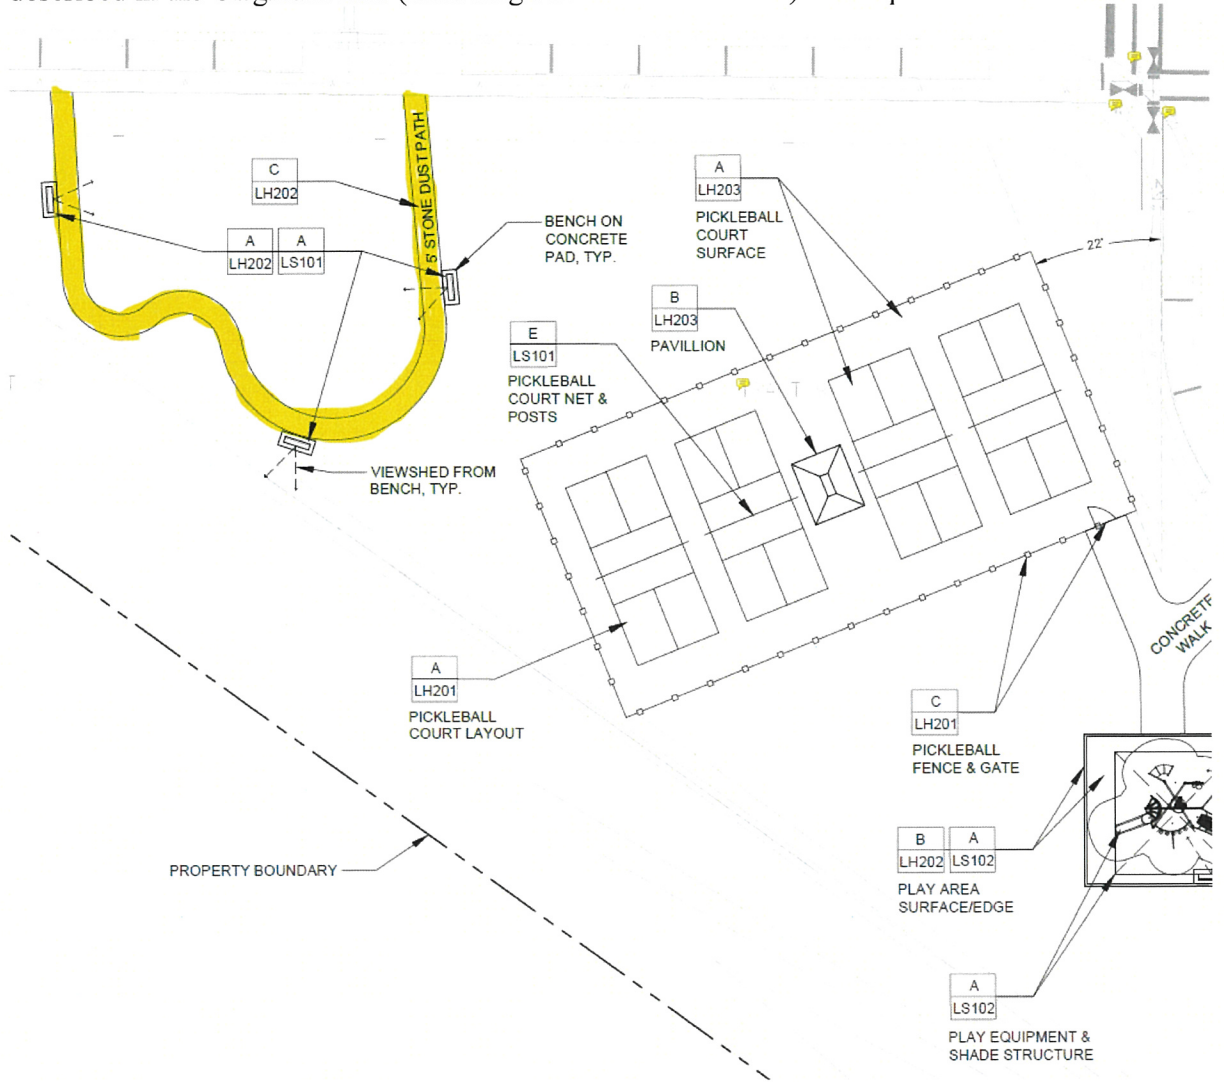 5' STONE DUST PATH
C
LH202
A
LH203
PICKLEBALL
COURT
SURFACE
BENCH ON
CONCRETE
PAD, TYP.
A A
LH202 LS101
22'
B
LH203
PAVILLION
E
LS101
PICKLEBALL
COURT NET &
POSTS
VIEWSHED FROM
BENCH, TYP.
CONCRETE
WALK
A
LH201
PICKLEBALL
COURT LAYOUT
C
LH201
PICKLEBALL
FENCE & GATE
PROPERTY BOUNDARY
B A
LH202 LS102
PLAY AREA
SURFACE/EDGE
A
LS102
PLAY EQUIPMENT &
SHADE STRUCTURE